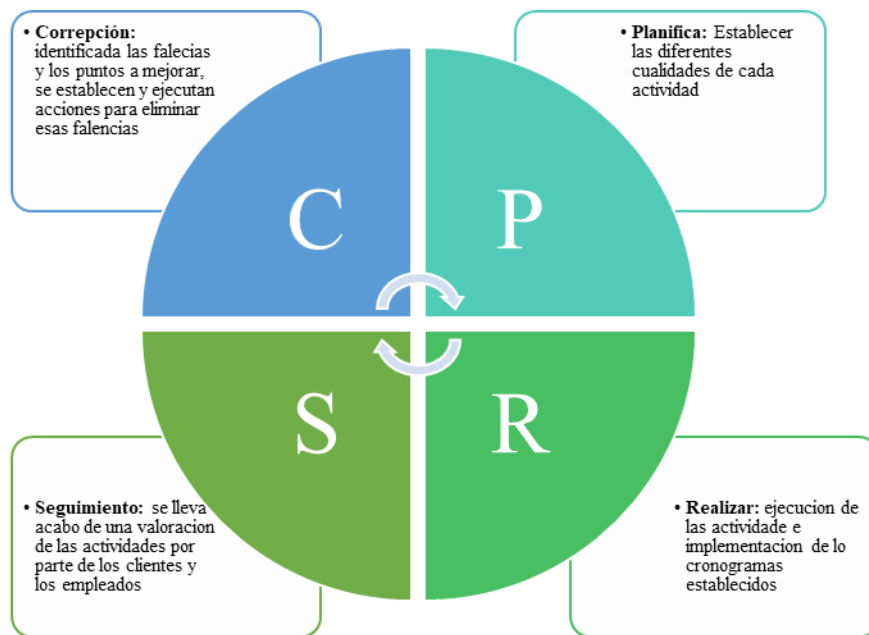 • Correpción:
identificada las falecias
y los puntos a mejorar,
se establecen y ejecutan
acciones para eliminar
esas falencias
• Planifica: Establecer
las diferentes
cualidades de cada
actividad
C
P
S
R
• Seguimiento: se lleva
acabo de una valoracion
de las actividades por
parte de los clientes y
los empleados
• Realizar: ejecucion de
las actividade e
implementacion de lo
cronogramas
establecidos